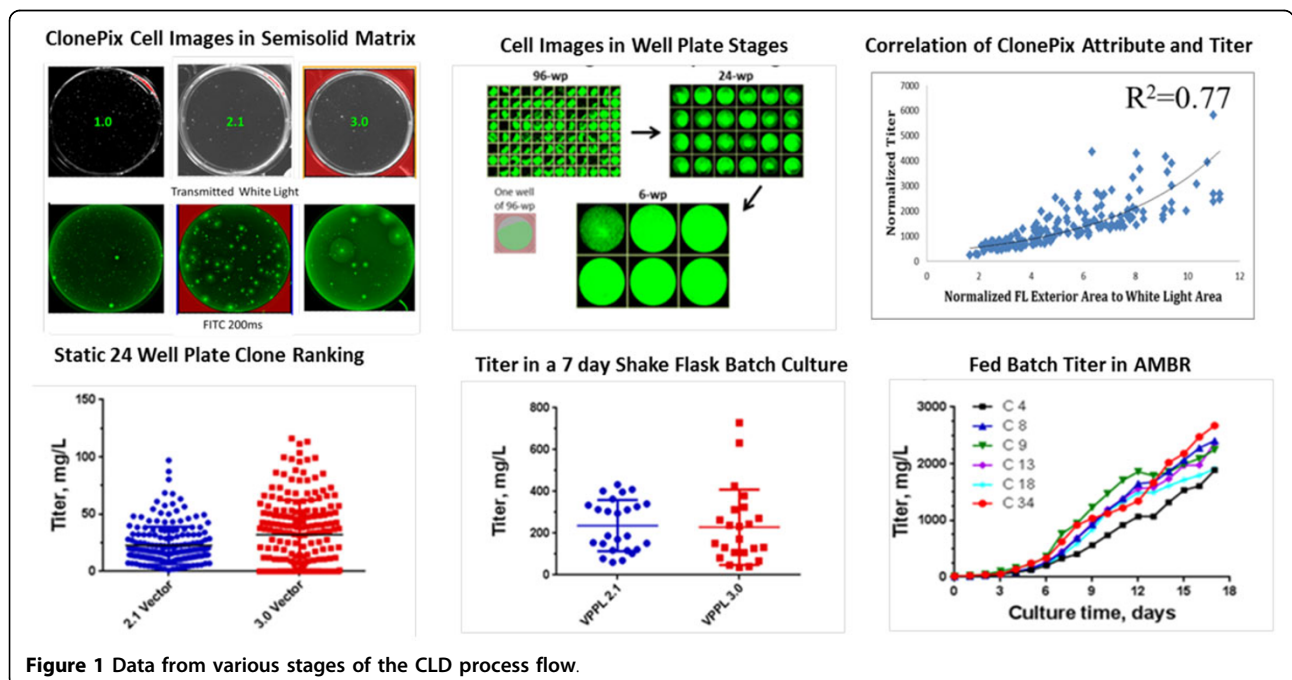 ClonePix Cell Images in Semisolid Matrix
1.0
2.1
3.0
Transmitted White Light
FITC 200ms
Cell Images in Well Plate Stages
96-wp
24-wp
One well
of 96-wp
6-wp
Correlation of ClonePix Attribute and Titer
R²=0.77
Normalized Titer
7000
6000
5000
4000
3000
2000
1000
0
0
2
4
6
8
10
12
Normalized FL Exterior Area to White Light Area
Static 24 Well Plate Clone Ranking
Titer, mg/L
150
100
50
0
2.1 Vector
3.0 Vector
Titer in a 7 day Shake Flask Batch Culture
Titer, mg/L
800
600
400
200
0
VPPL 2.1
VPPL 3.0
Fed Batch Titer in AMBR
Titer, mg/L
3000
2000
1000
0
C 4
C 8
C 9
C 13
C 18
C 34
0
3
6
9
12
15
18
Culture time, days
Figure 1 Data from various stages of the CLD process flow.